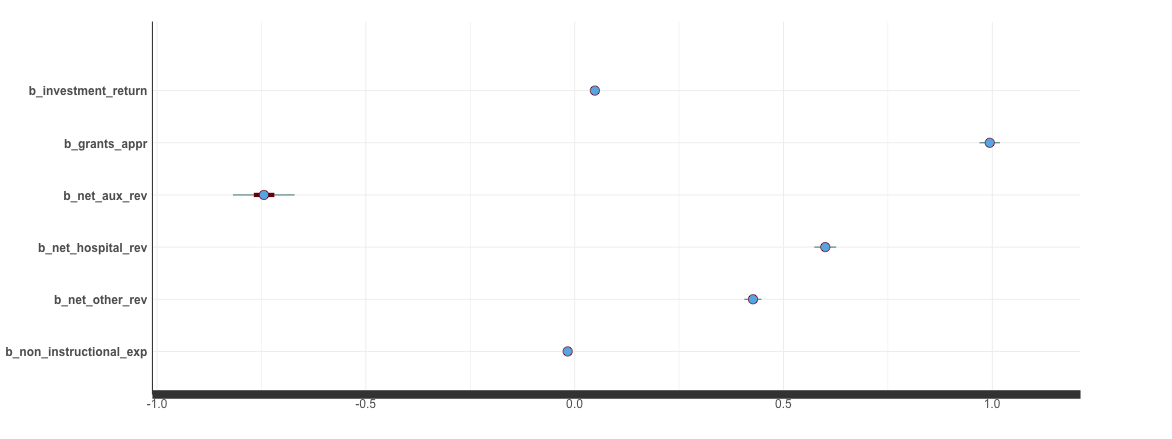 b_investment_return
b_grants_appr
b_net_aux_rev
b_net_hospital_rev
b_net_other_rev
b_non_instructional_exp
-1.0 -0.5 0.0 0.5 1.0